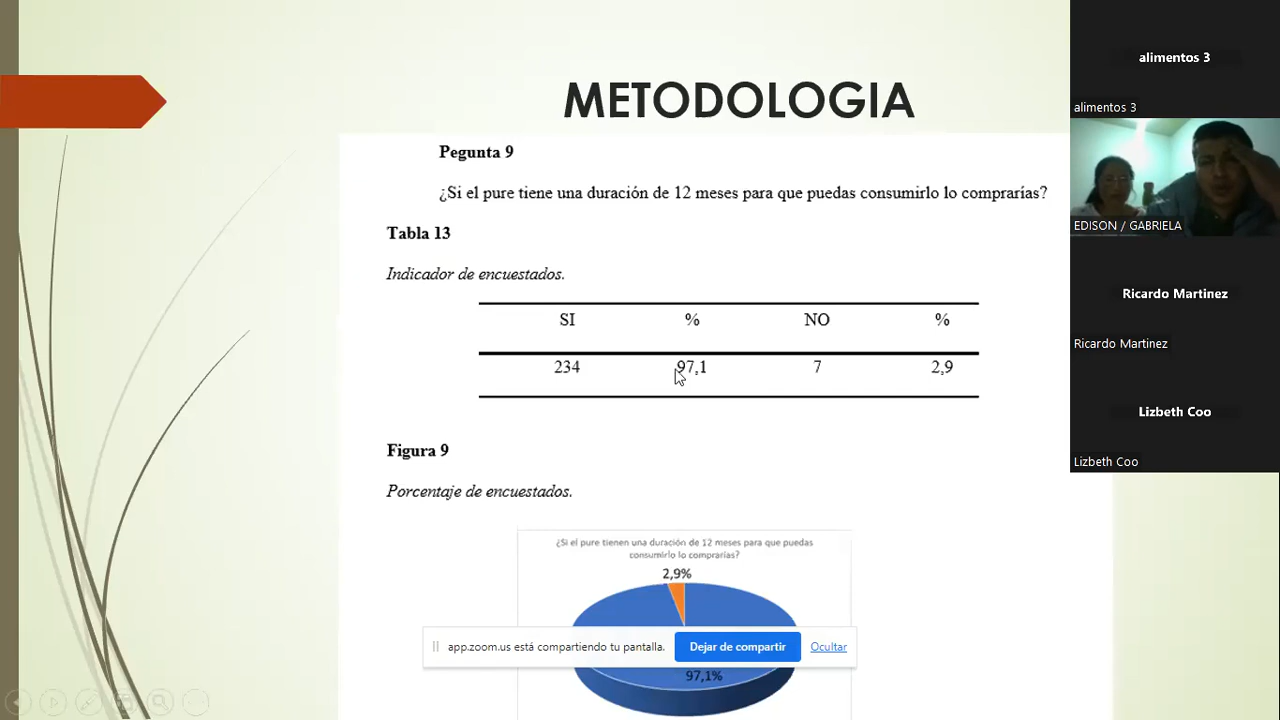 METODOLOGIA
Pegunta 9
¿Si el pure tiene una duración de 12 meses para que puedas consumirlo lo comprarías?
Tabla 13
Indicador de encuestados.
SI % NO %
234 97,1 7 2,9
Figura 9
Porcentaje de encuestados.
¿Si el pure tienen una duración de 12 meses para que puedas
consumirlo lo comprarías?
2,9%
app.zoom.us está compartiendo tu pantalla. Dejar de compartir Ocultar
97,1%
alimentos 3
alimentos 3
EDISON / GABRIELA
Ricardo Martinez
Ricardo Martinez
Lizbeth Coo
Lizbeth Coo